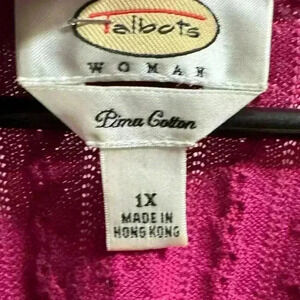 Talbots
WOMAN
Pima Cotton
1X
MADE IN
HONG KONG